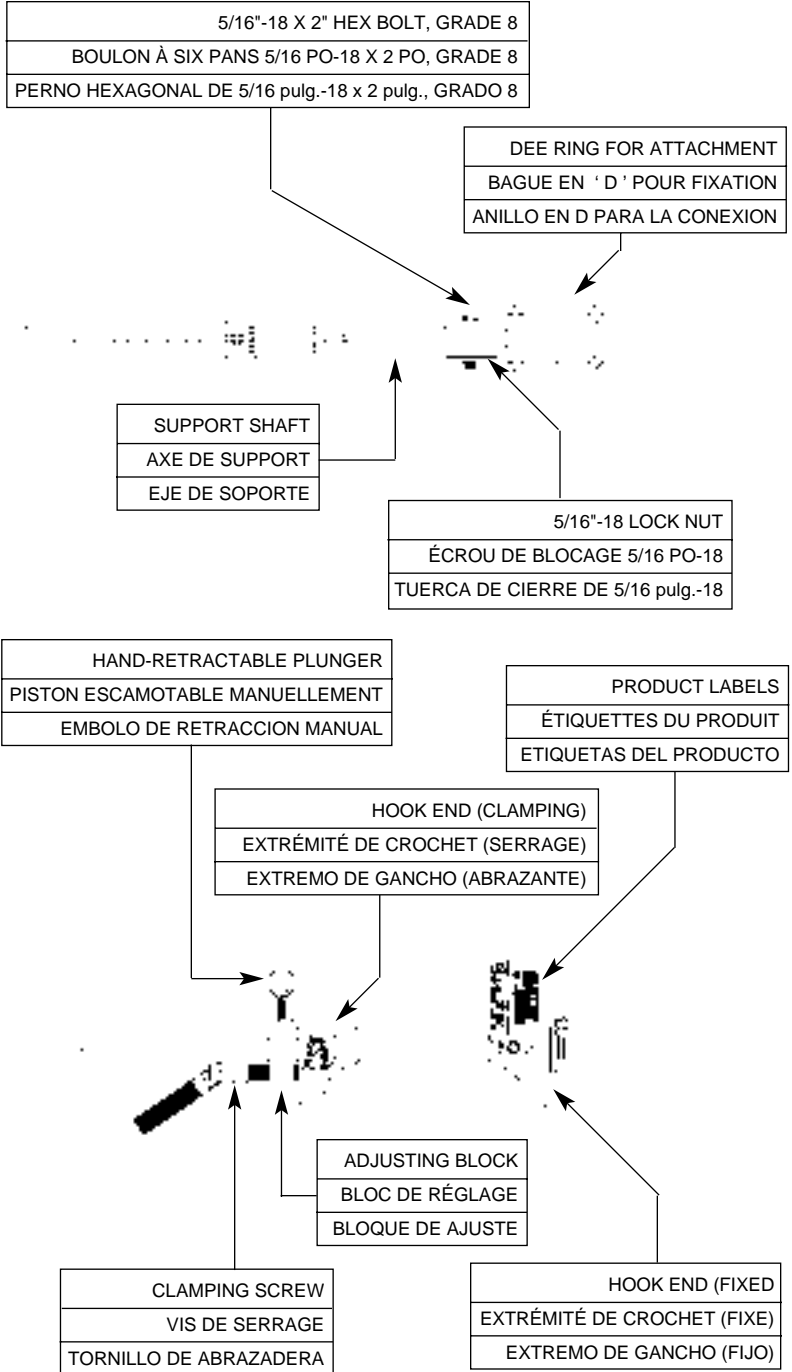 5/16"-18 X 2" HEX BOLT, GRADE 8
BOULON À SIX PANS 5/16 PO-18 X 2 PO, GRADE 8
PERNO HEXAGONAL DE 5/16 pulg.-18 x 2 pulg., GRADO 8
DEE RING FOR ATTACHMENT
BAGUE EN ‘ D ’ POUR FIXATION
ANILLO EN D PARA LA CONEXION
SUPPORT SHAFT
AXE DE SUPPORT
EJE DE SOPORTE
5/16"-18 LOCK NUT
ÉCROU DE BLOCAGE 5/16 PO-18
TUERCA DE CIERRE DE 5/16 pulg.-18
HAND-RETRACTABLE PLUNGER
PISTON ESCAMOTABLE MANUELLEMENT
EMBOLO DE RETRACCION MANUAL
PRODUCT LABELS
ÉTIQUETTES DU PRODUIT
ETIQUETAS DEL PRODUCTO
HOOK END (CLAMPING)
EXTRÉMITÉ DE CROCHET (SERRAGE)
EXTREMO DE GANCHO (ABRAZANTE)
ADJUSTING BLOCK
BLOC DE RÉGLAGE
BLOQUE DE AJUSTE
CLAMPING SCREW
VIS DE SERRAGE
TORNILLO DE ABRAZADERA
HOOK END (FIXED
EXTRÉMITÉ DE CROCHET (FIXE)
EXTREMO DE GANCHO (FIJO)